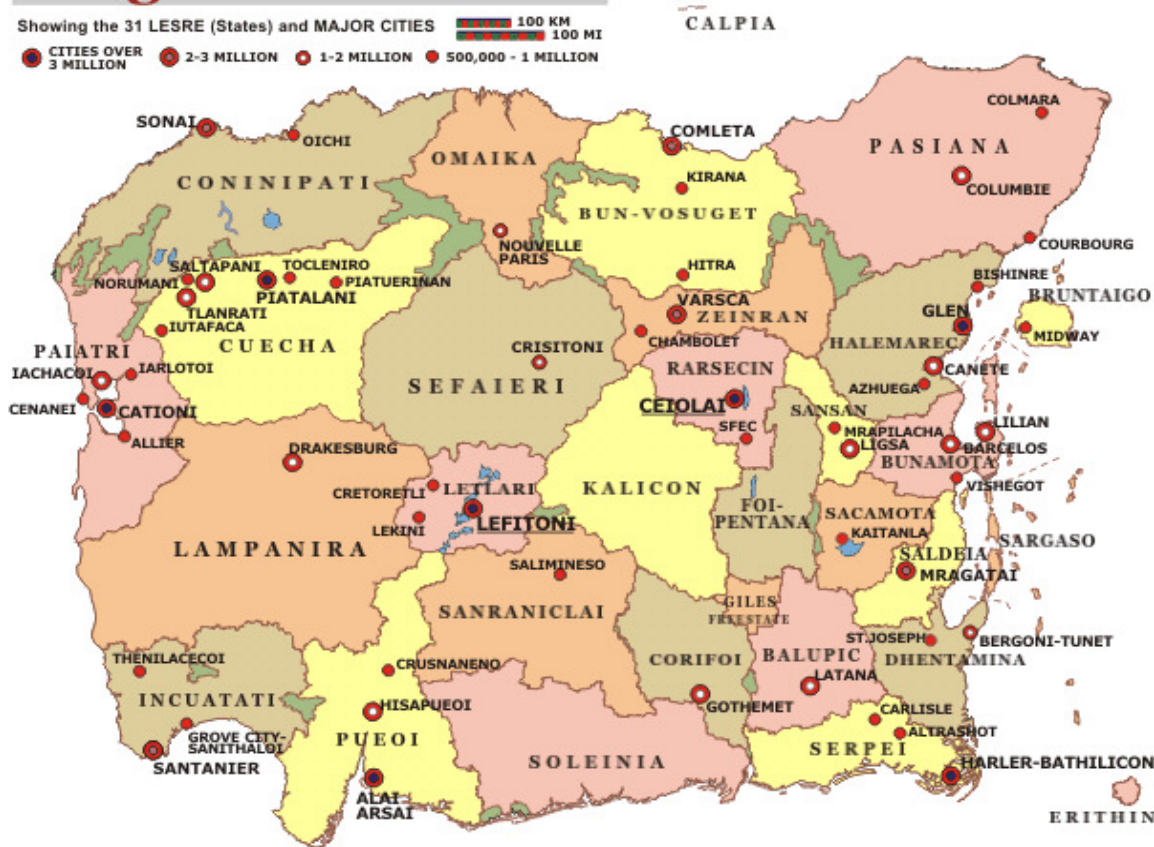 CALPIA
Showing the 31 LESRE (States) and MAJOR CITIES
100 KM
100 MI
CITIES OVER
3 MILLION
2-3 MILLION
1-2 MILLION
500,000 - 1 MILLION
COLMARA
SONAI
OICHI
COMLETA
OMAIKA
PASIANA
CONINIPATI
KIRANA
COLUMBIE
BUN-VOSUGET
NOUVELLE
PARIS
COURBOURG
SALTAPANI
TOCLENIRO
HITRA
BISHINRE
NORUMANI
PIATUERINAN
PIATALANI
BRUNTAIGO
TLANRATI
VARSCA
ZEINRAN
GLEN
IUTAFACA
MIDWAY
CHAMBOLET
HALEMAREC
CUECHA
PAIATRI
CRISITONI
RARSECIN
CANETE
IACHACOI
IARLOTOI
SEFAIERI
AZHUEGA
CENANEI
CATIONI
CEIOLAI
SANSAN
MRAPILACHA
LILIAN
ALLIER
SFEC
LIGSA
BARCELOS
DRAKESBURG
BUNAMOTA
CRETORETLI
LETLARI
KALICON
VISHEGOT
FOI-
PENTANA
LEKINI
LEFITONI
SACAMOTA
KAITANLA
SARGASO
LAMPANIRA
SALDEIA
SALIMINESO
MRAGATAI
SANRANICLAI
GILES
FREESTATE
ST.JOSEPH
BERGONI-TUNET
THENILACECOI
CRUSNANENO
CORIFOI
BALUPIC
DHENTAMINA
LATANA
INCUATATI
HISAPUEOI
GOTHEMET
CARLISLE
GROVE CITY-
SANITHALOI
ALTRASHOT
PUEOI
SERPEI
SANTANIER
SOLEINIA
HARLER-BATHILICON
ALAI
ARSAI
ERITHIN